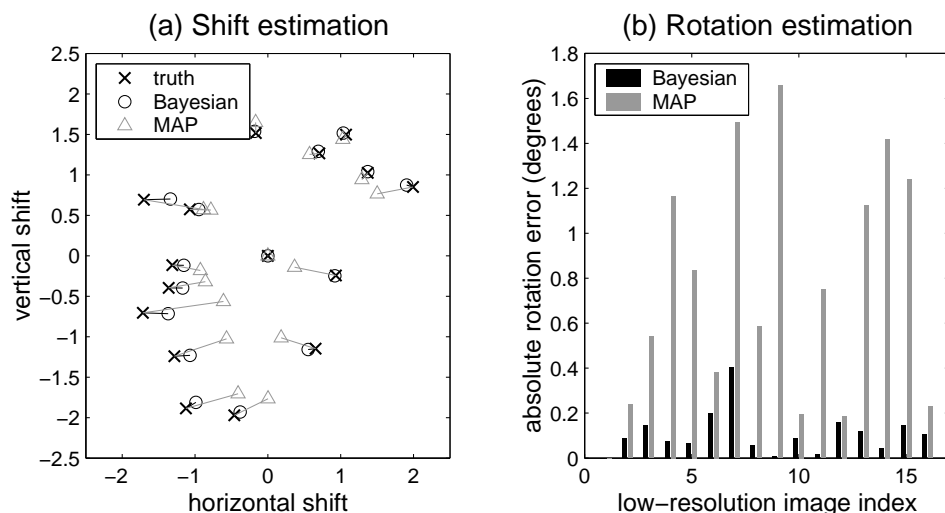 (a) Shift estimation
2.5
2
1.5
1
0.5
0
−0.5
−1
−1.5
−2
−2.5
vertical shift
truth
Bayesian
MAP
−2
−1
0
1
2
horizontal shift
(b) Rotation estimation
1.8
1.6
1.4
1.2
1
0.8
0.6
0.4
0.2
0
absolute rotation error (degrees)
Bayesian
MAP
0
5
10
15
low−resolution image index